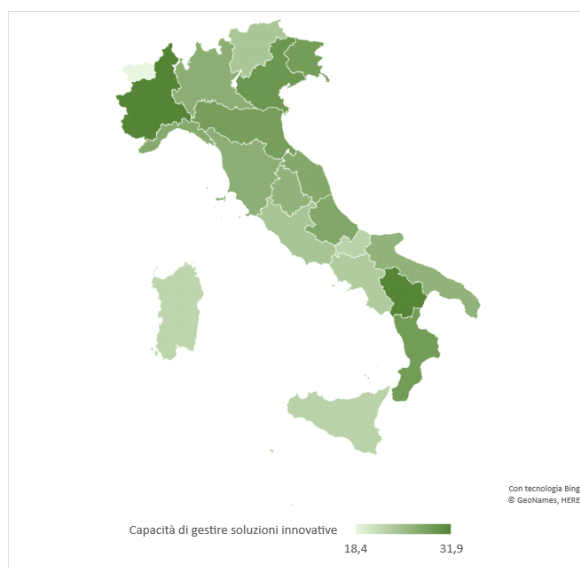 Con tecnologia Bing
© GeoNames, HERE
Capacità di gestire soluzioni innovative
18,4 31,9